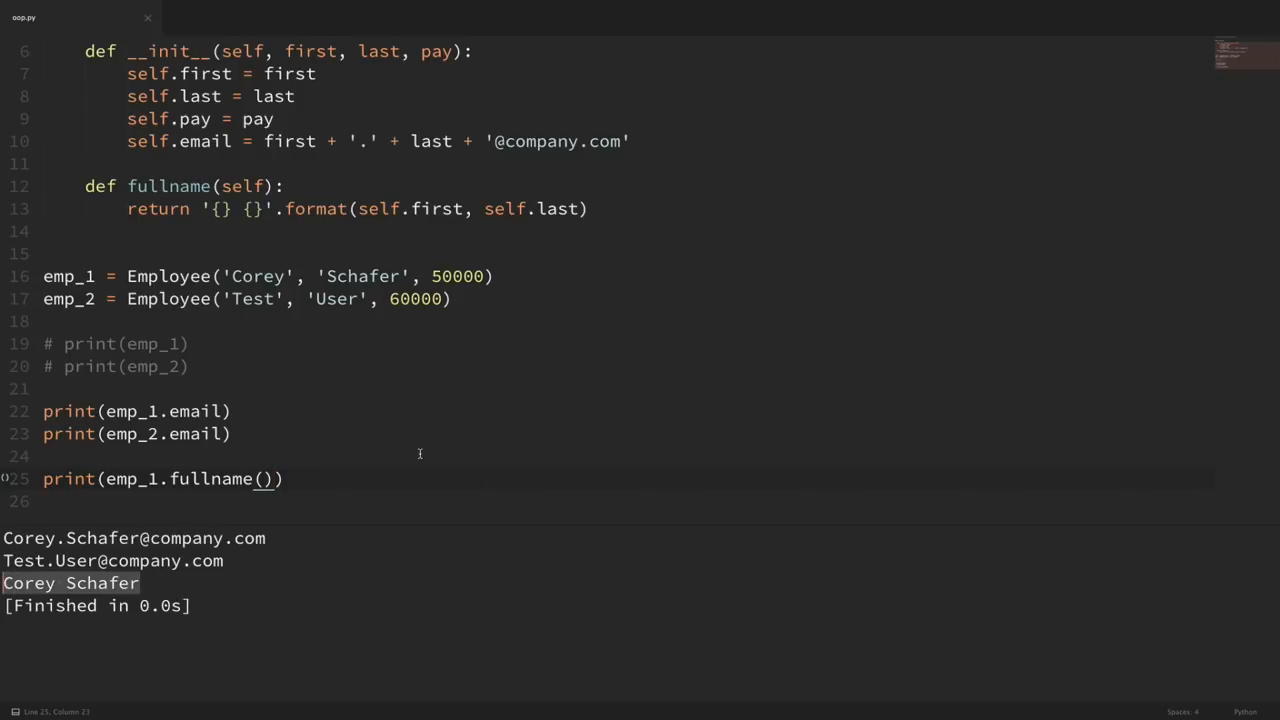 oop.py
6 def __init__(self, first, last, pay):
7 self.first = first
8 self.last = last
9 self.pay = pay
10 self.email = first + '.' + last + '@company.com'
11
12 def fullname(self):
13 return '{} {}'.format(self.first, self.last)
14
15
16 emp_1 = Employee('Corey', 'Schafer', 50000)
17 emp_2 = Employee('Test', 'User', 60000)
18
19 # print(emp_1)
20 # print(emp_2)
21
22 print(emp_1.email)
23 print(emp_2.email)
24
()25 print(emp_1.fullname())
26
Corey.Schafer@company.com
Test.User@company.com
Corey Schafer
[Finished in 0.0s]
Line 25, Column 23 Spaces: 4 Python